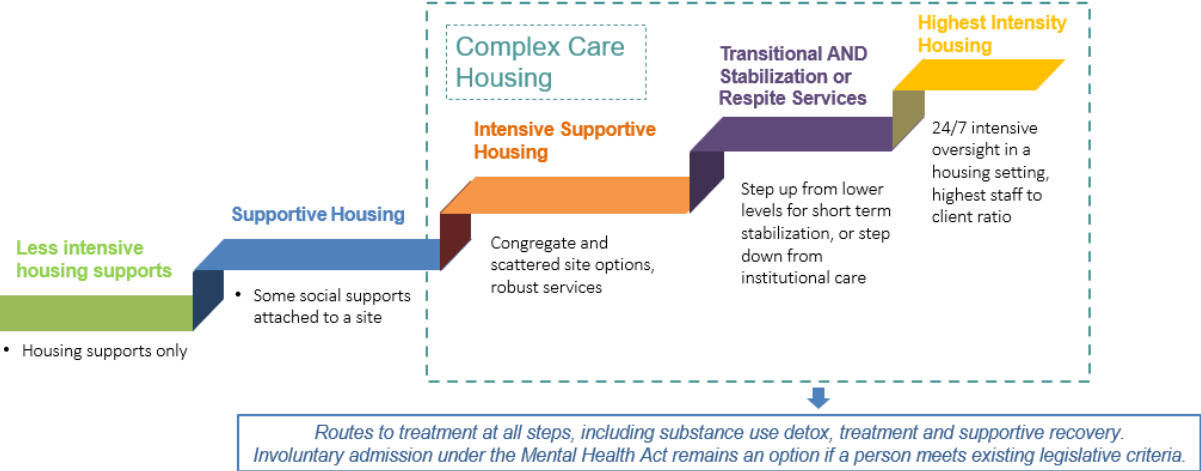 Complex Care
Housing
Highest Intensity
Housing
Transitional AND
Stabilization or
Respite Services
Intensive Supportive
Housing
Supportive Housing
Less intensive
housing supports
24/7 intensive
oversight in a
housing setting,
highest staff to
client ratio
Step up from lower
levels for short term
stabilization, or step
down from
institutional care
Congregate and
scattered site options,
robust services
• Some social supports
attached to a site
• Housing supports only
Routes to treatment at all steps, including substance use detox, treatment and supportive recovery.
Involuntary admission under the Mental Health Act remains an option if a person meets existing legislative criteria.